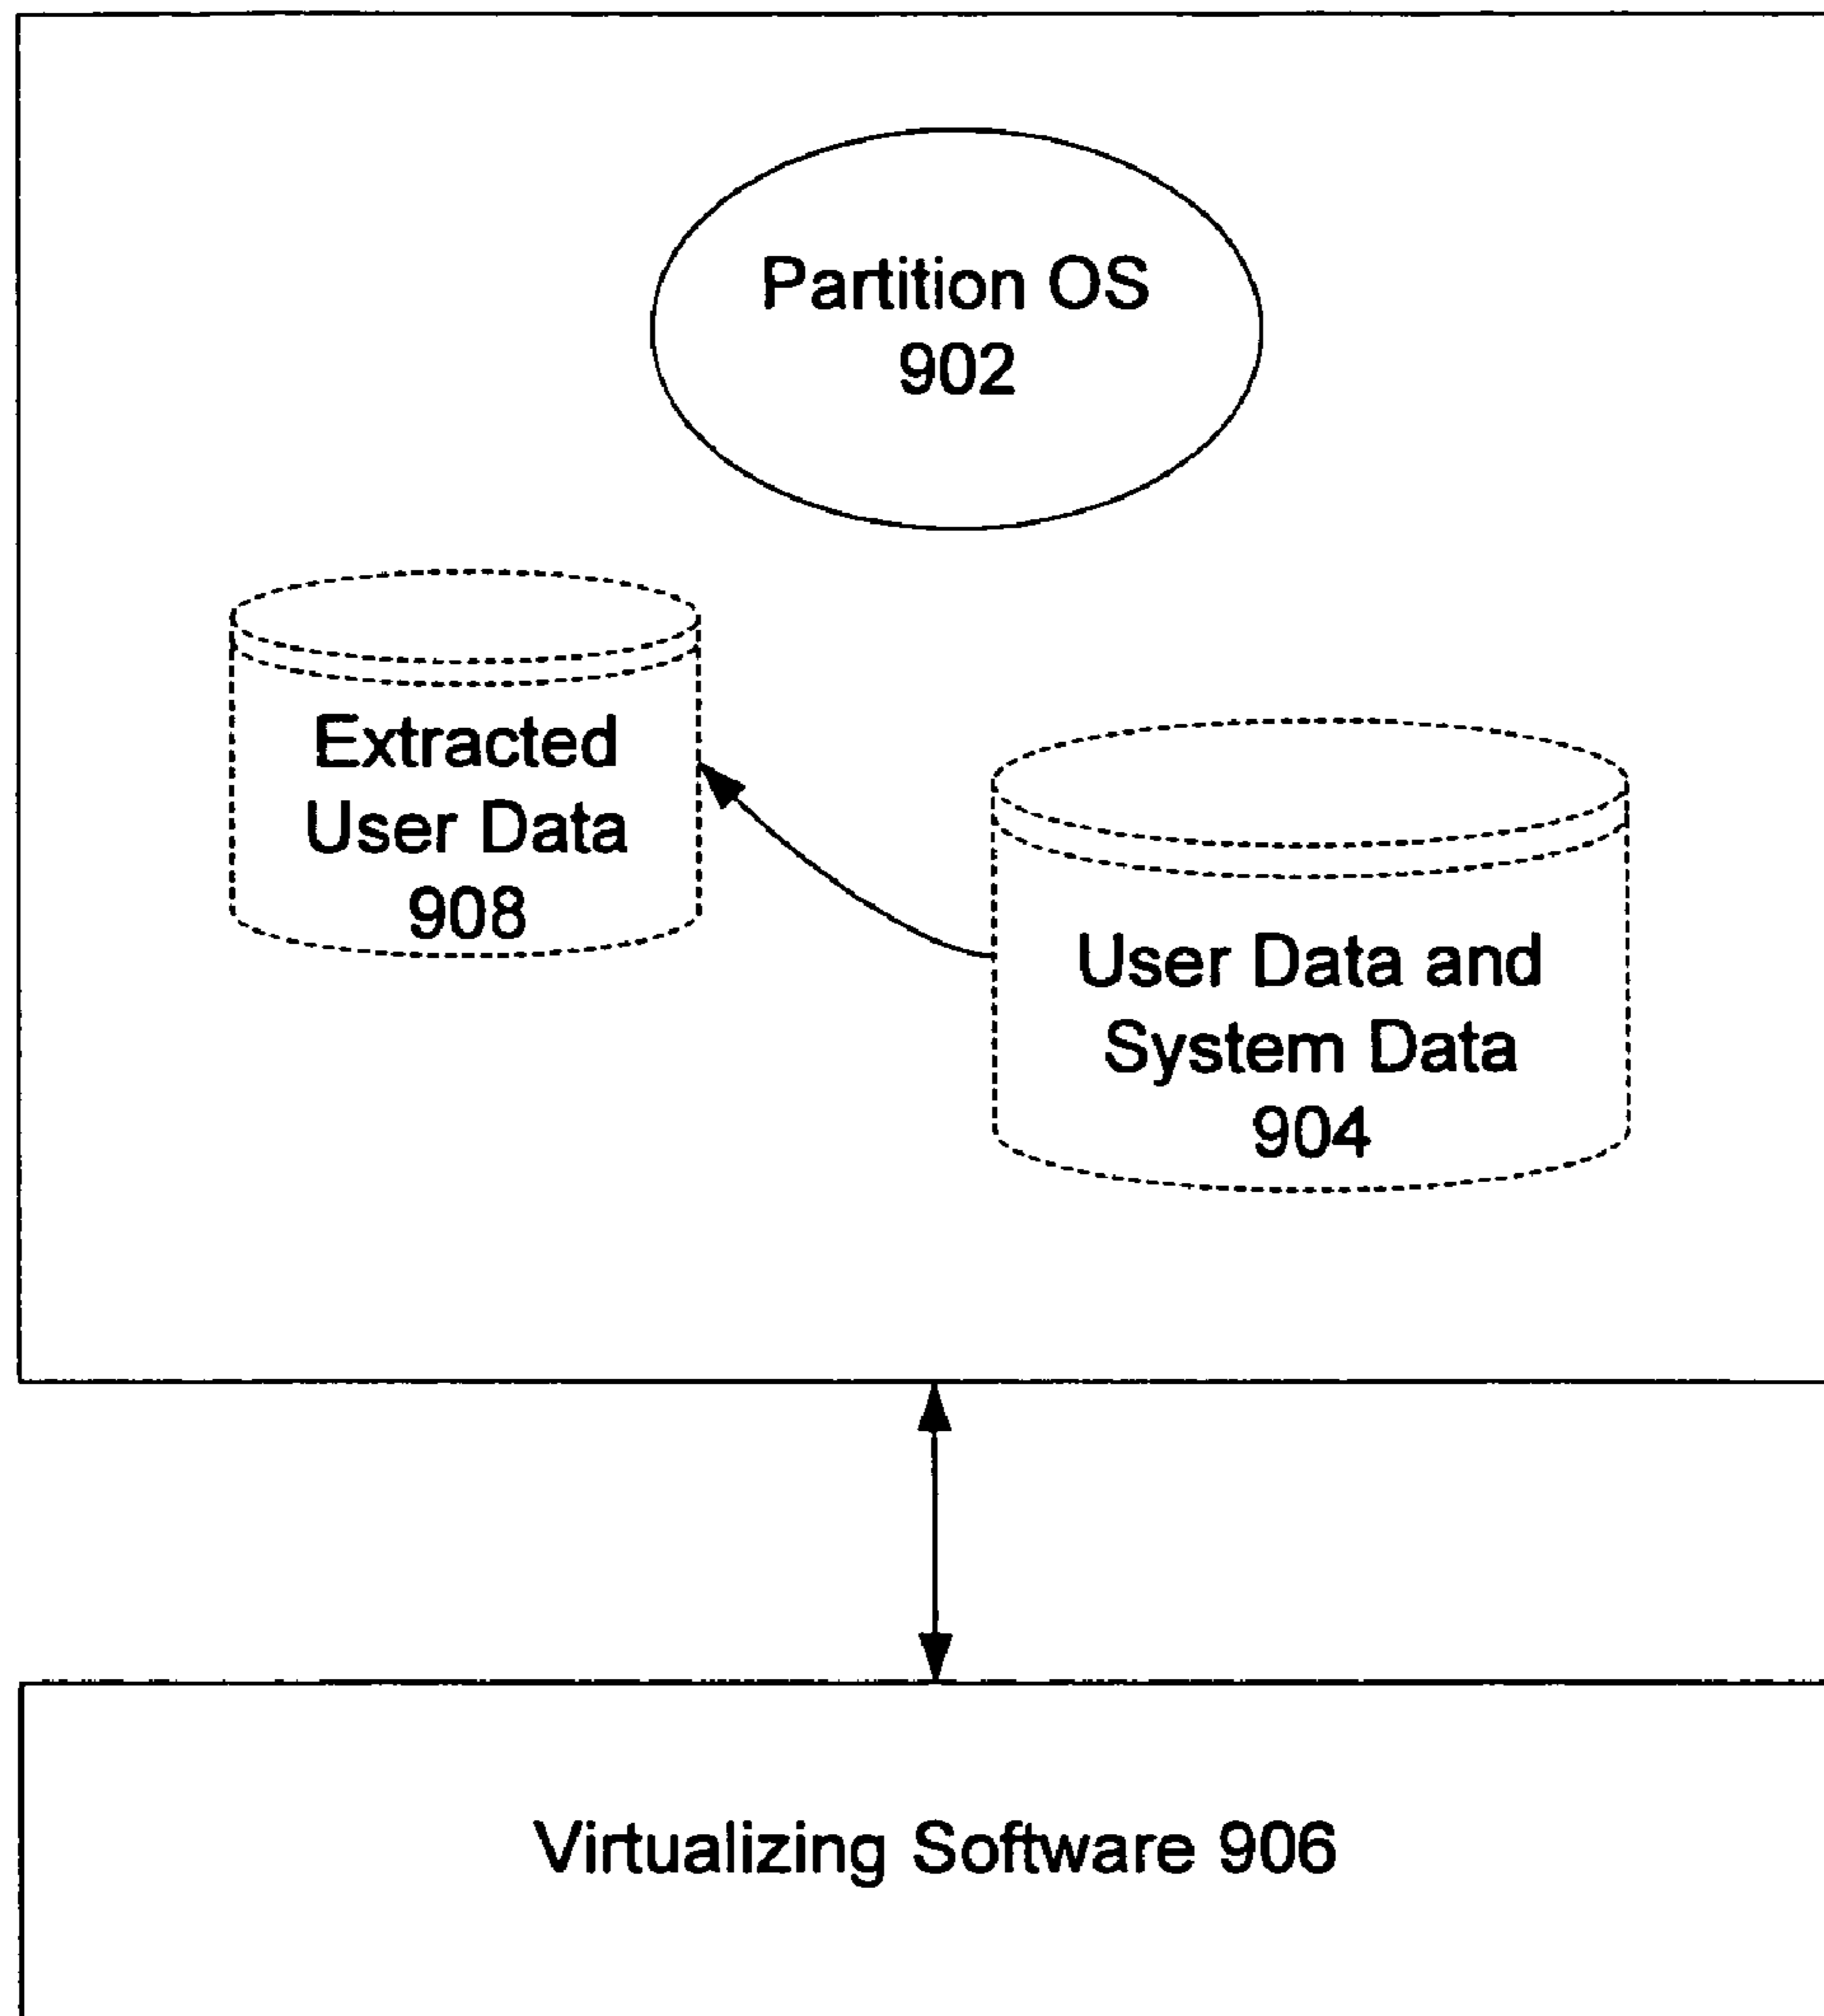 Partition OS
902
Extracted
User Data
908
User Data and
System Data
904
Virtualizing Software 906